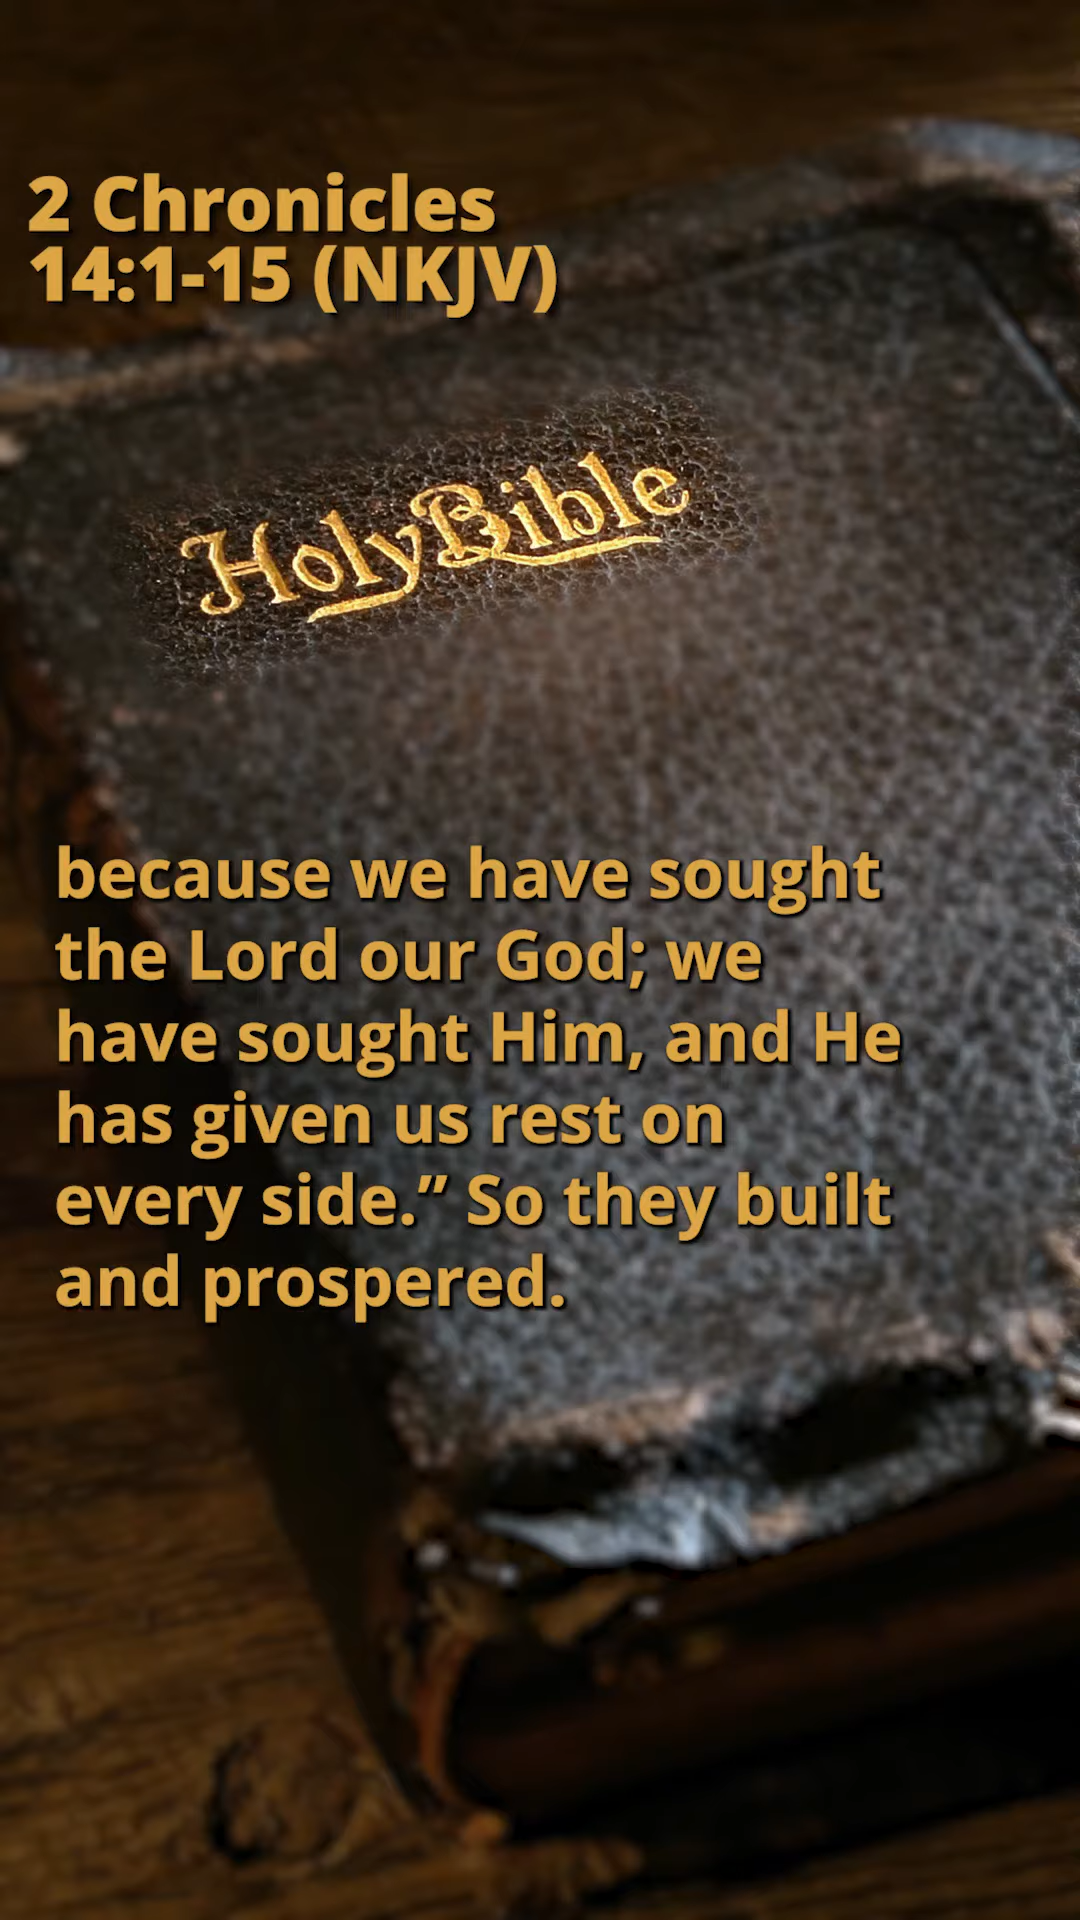 2 Chronicles
14:1-15 (NKJV)
HolyBible
because we have sought
the Lord our God; we
have sought Him, and He
has given us rest on
every side.” So they built
and prospered.